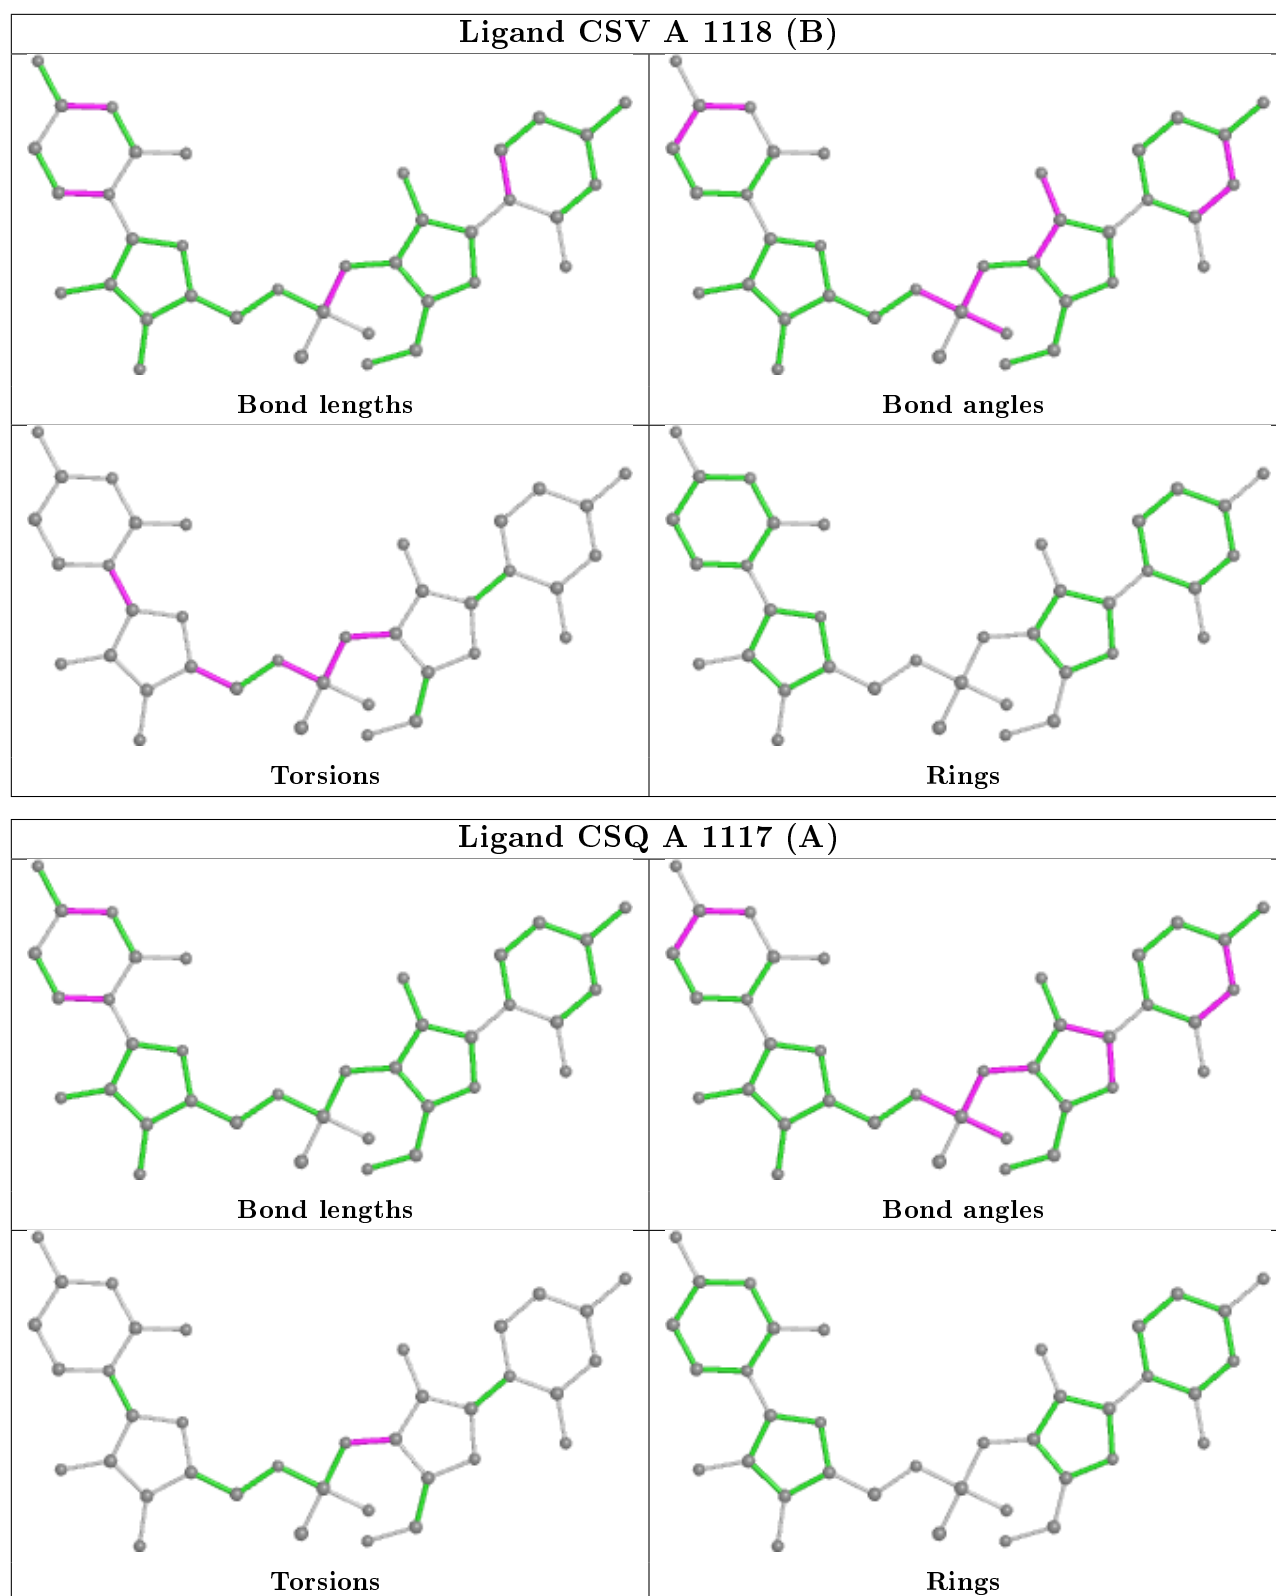 Ligand CSV A 1118 (B)
Bond lengths
Bond angles
Torsions
Rings
Ligand CSQ A 1117 (A)
Bond lengths
Bond angles
Torsions
Rings